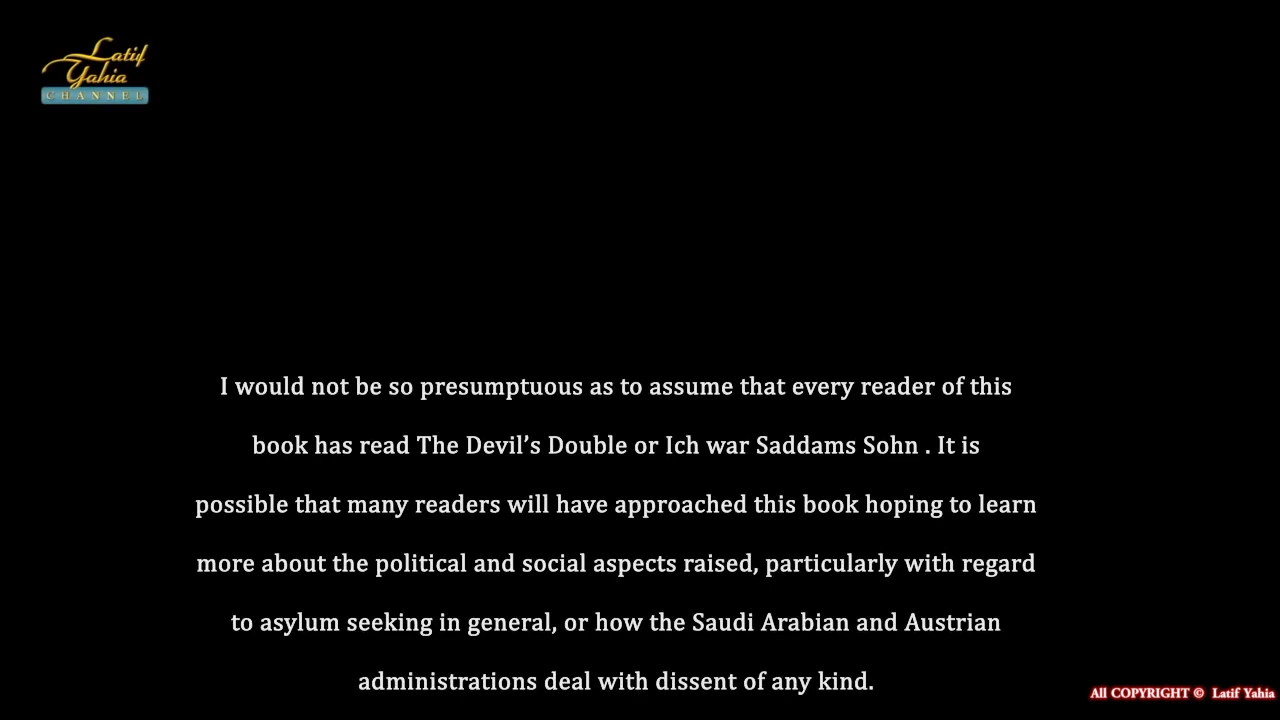 Latif
Yahia
CHANNEL
I would not be so presumptuous as to assume that every reader of this
book has read The Devil’s Double or Ich war Saddams Sohn . It is
possible that many readers will have approached this book hoping to learn
more about the political and social aspects raised, particularly with regard
to asylum seeking in general, or how the Saudi Arabian and Austrian
administrations deal with dissent of any kind.
All COPYRIGHT © Latif Yahia